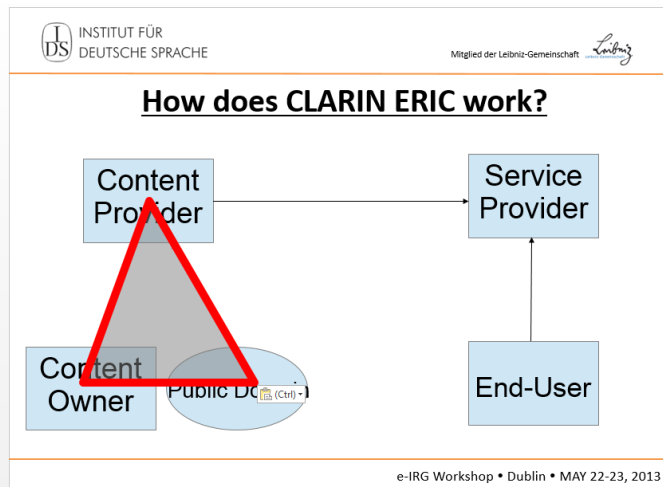 IDS
INSTITUT FÜR
DEUTSCHE SPRACHE
Mitglied der Leibniz-Gemeinschaft
Leibniz
How does CLARIN ERIC work?
Content
Provider
Service
Provider
Content
Owner
Public
(Ctrl)
End-User
e-IRG Workshop • Dublin • MAY 22-23, 2013